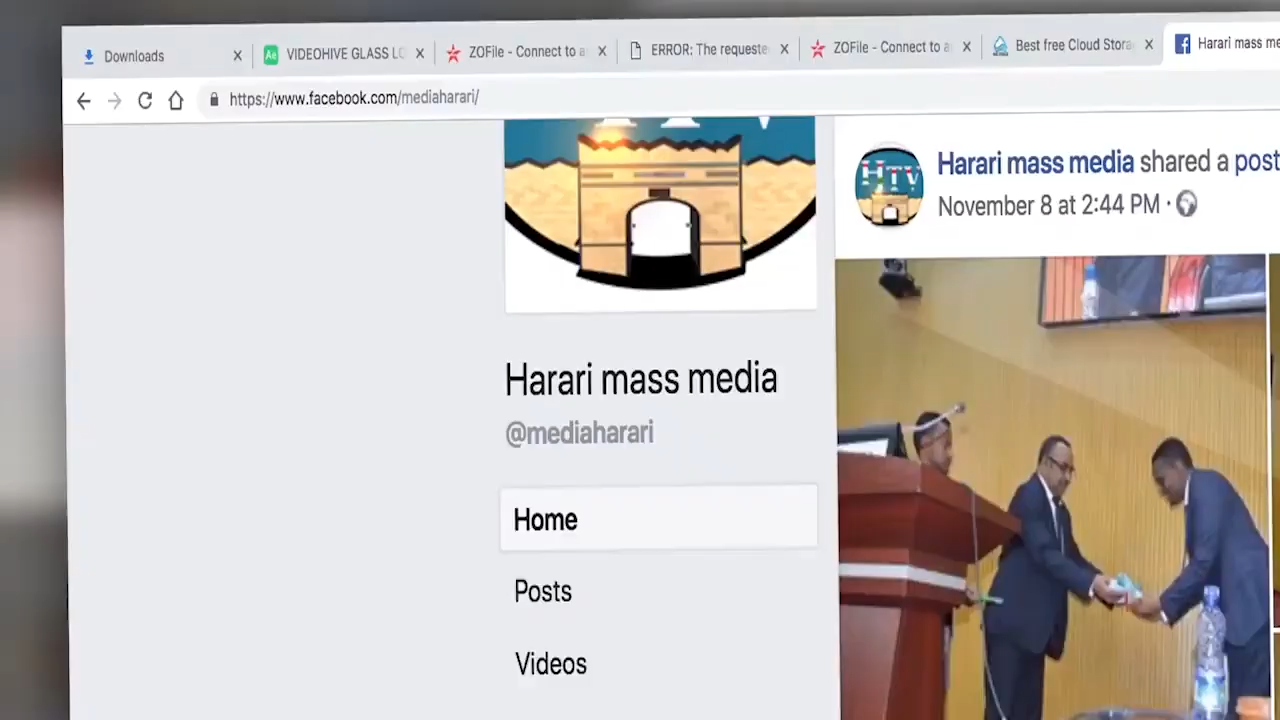 Downloads
VIDEOHIVE GLASS LO
ZOFile - Connect to a
ERROR: The requeste
ZOFile - Connect to a
Best free Cloud Stora
Harari mass me
https://www.facebook.com/mediaharari/
Harari mass media
@mediaharari
Home
Posts
Videos
HTV
Harari mass media shared a post
November 8 at 2:44 PM ·